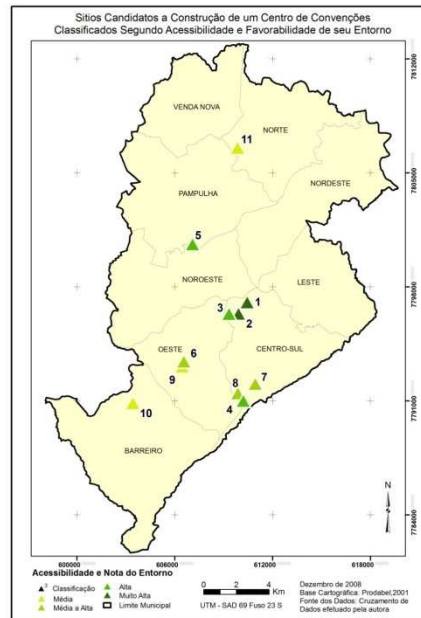 Sitios Candidatos a Construção de um Centro de Convenções
Classificados Segundo Acessibilidade e Favorabilidade de seu Entorno
7812000
VENDA NOVA
NORTE
11
7805000
NORDESTE
PAMPULHA
5
NOROESTE
7798000
LESTE
1
3
2
OESTE
CENTRO-SUL
6
9
7
8
10
4
7791000
BARREIRO
N
7784000
600000
606000
612000
618000
Acessibilidade e Nota do Entorno
Classificação
Média
Média a Alta
Alta
Muito Alta
Limite Municipal
0 2 4
Km
UTM - SAD 69 Fuso 23 S
Dezembro de 2008
Base Cartográfica: Prodabel,2001
Fonte dos Dados: Cruzamento de
Dados efetuado pela autora